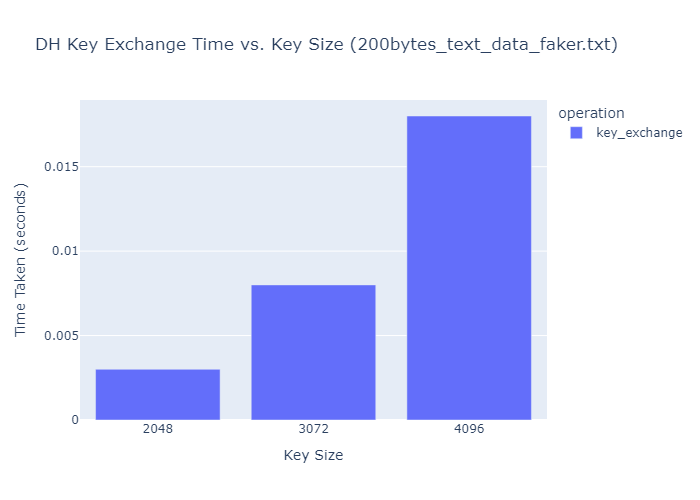 DH Key Exchange Time vs. Key Size (200bytes_text_data_faker.txt)
operation
key_exchange
0.015
0.01
0.005
0
Time Taken (seconds)
2048
3072
4096
Key Size